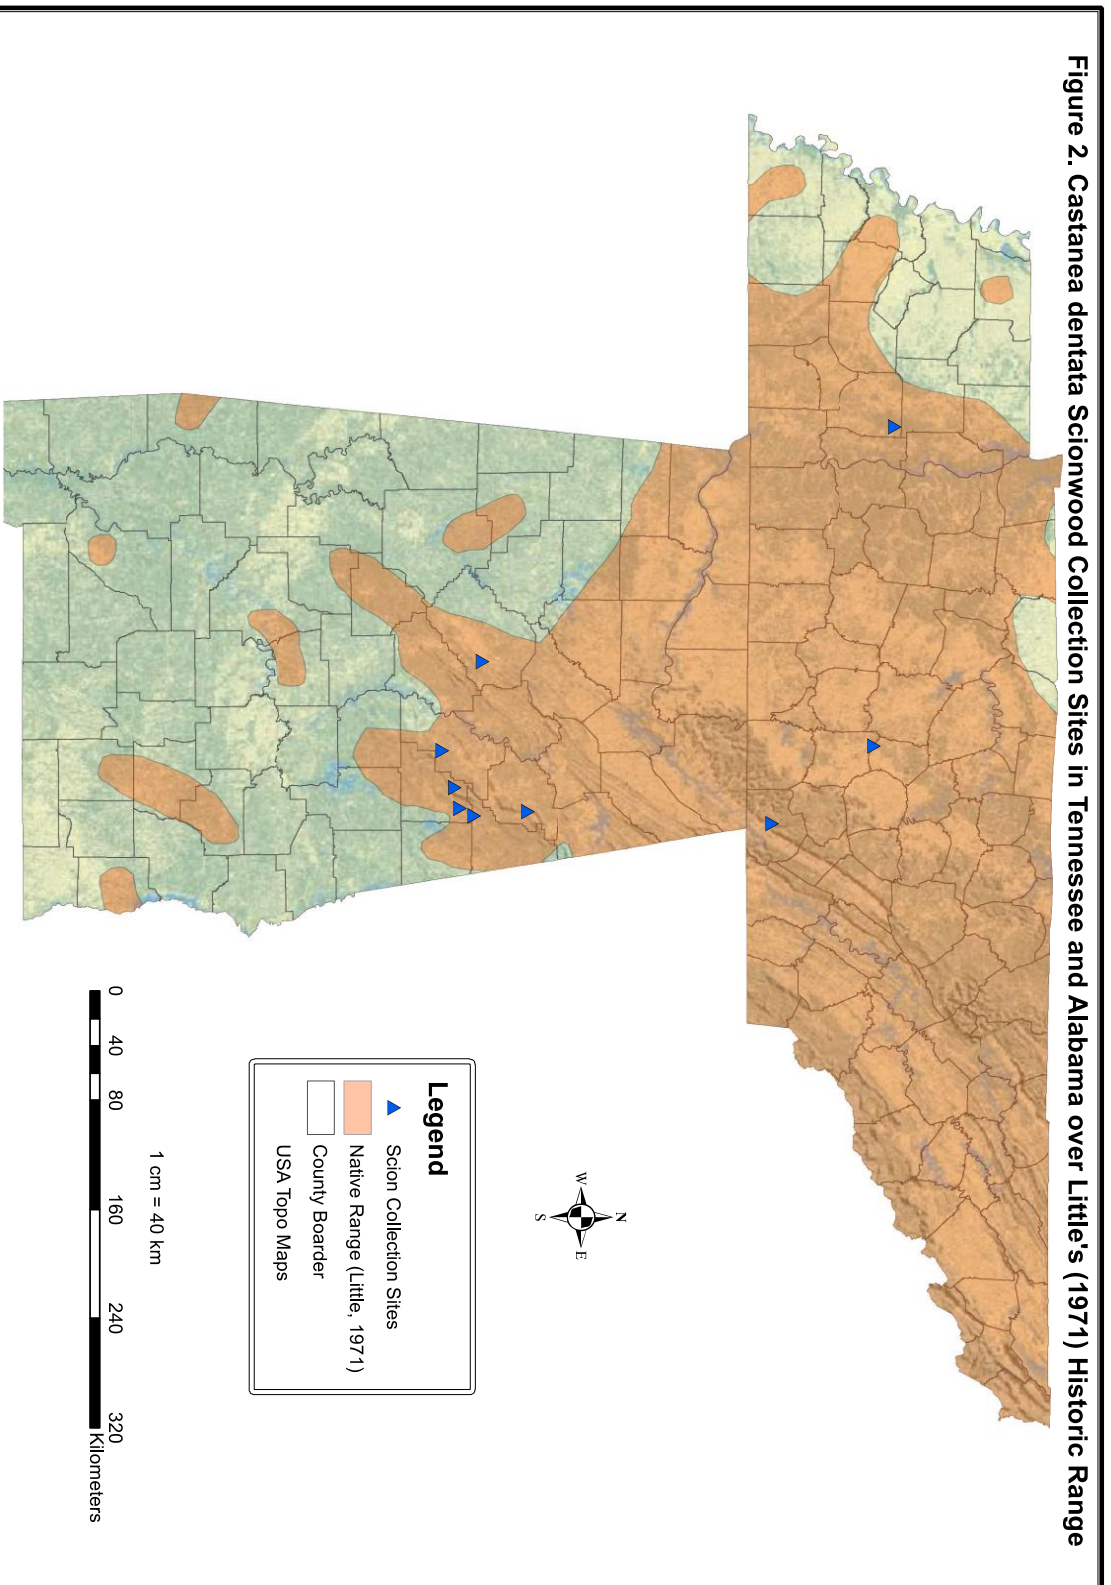 Figure 2. Castanea dentata Scionwood Collection Sites in Tennessee and Alabama over Little's (1971) Historic Range
N
W
E
S
Legend
Scion Collection Sites
Native Range (Little, 1971)
County Boarder
USA Topo Maps
1 cm = 40 km
0 40 80 160 240 320
Kilometers